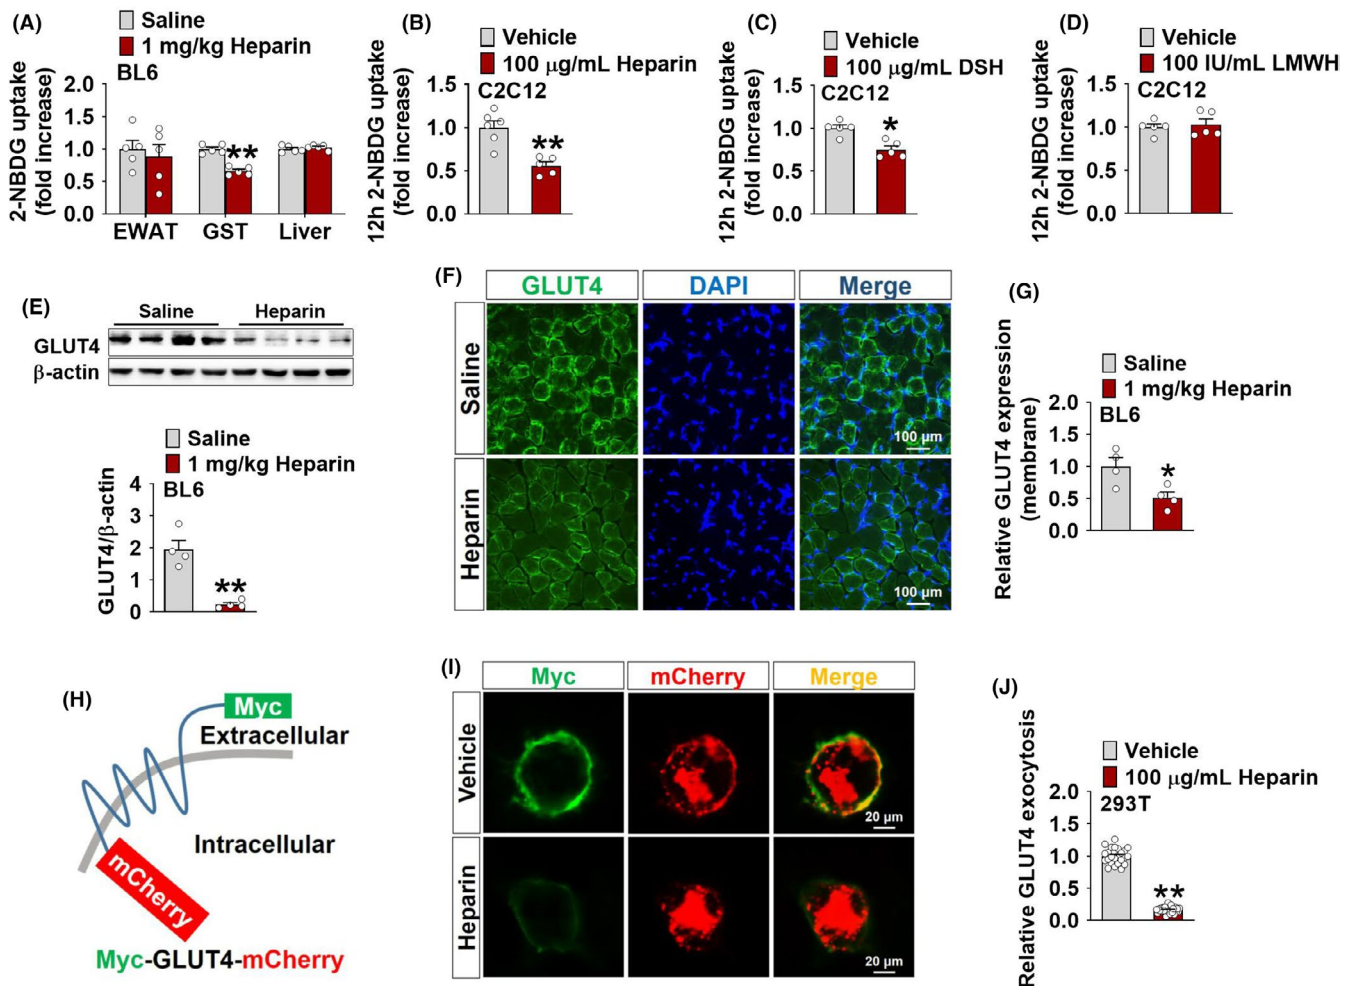 (A)
Saline
1 mg/kg Heparin
BL6
2-NBDG uptake
(fold increase)
2.0
1.5
1.0
0.5
0.0
**
EWAT GST Liver
(B)
Vehicle
100 μg/mL Heparin
C2C12
12h 2-NBDG uptake
(fold increase)
1.5
1.0
0.5
0.0
**
(C)
Vehicle
100 μg/mL DSH
C2C12
12h 2-NBDG uptake
(fold increase)
1.5
1.0
0.5
0.0
*
(D)
Vehicle
100 IU/mL LMWH
C2C12
12h 2-NBDG uptake
(fold increase)
1.5
1.0
0.5
0.0
(E)
Saline Heparin
GLUT4
β-actin
Saline
1 mg/kg Heparin
BL6
GLUT4/β-actin
4
3
2
1
0
**
(F)
GLUT4 DAPI Merge
Saline
100 μm
Heparin
100 μm
(G)
Saline
1 mg/kg Heparin
BL6
Relative GLUT4 expression
(membrane)
2.0
1.5
1.0
0.5
0.0
*
(H)
Myc
Extracellular
Intracellular
mCherry
Myc-GLUT4-mCherry
(I)
Myc mCherry Merge
Vehicle
20 μm
Heparin
20 μm
(J)
Vehicle
100 μg/mL Heparin
293T
Relative GLUT4 exocytosis
2.0
1.5
1.0
0.5
0.0
**